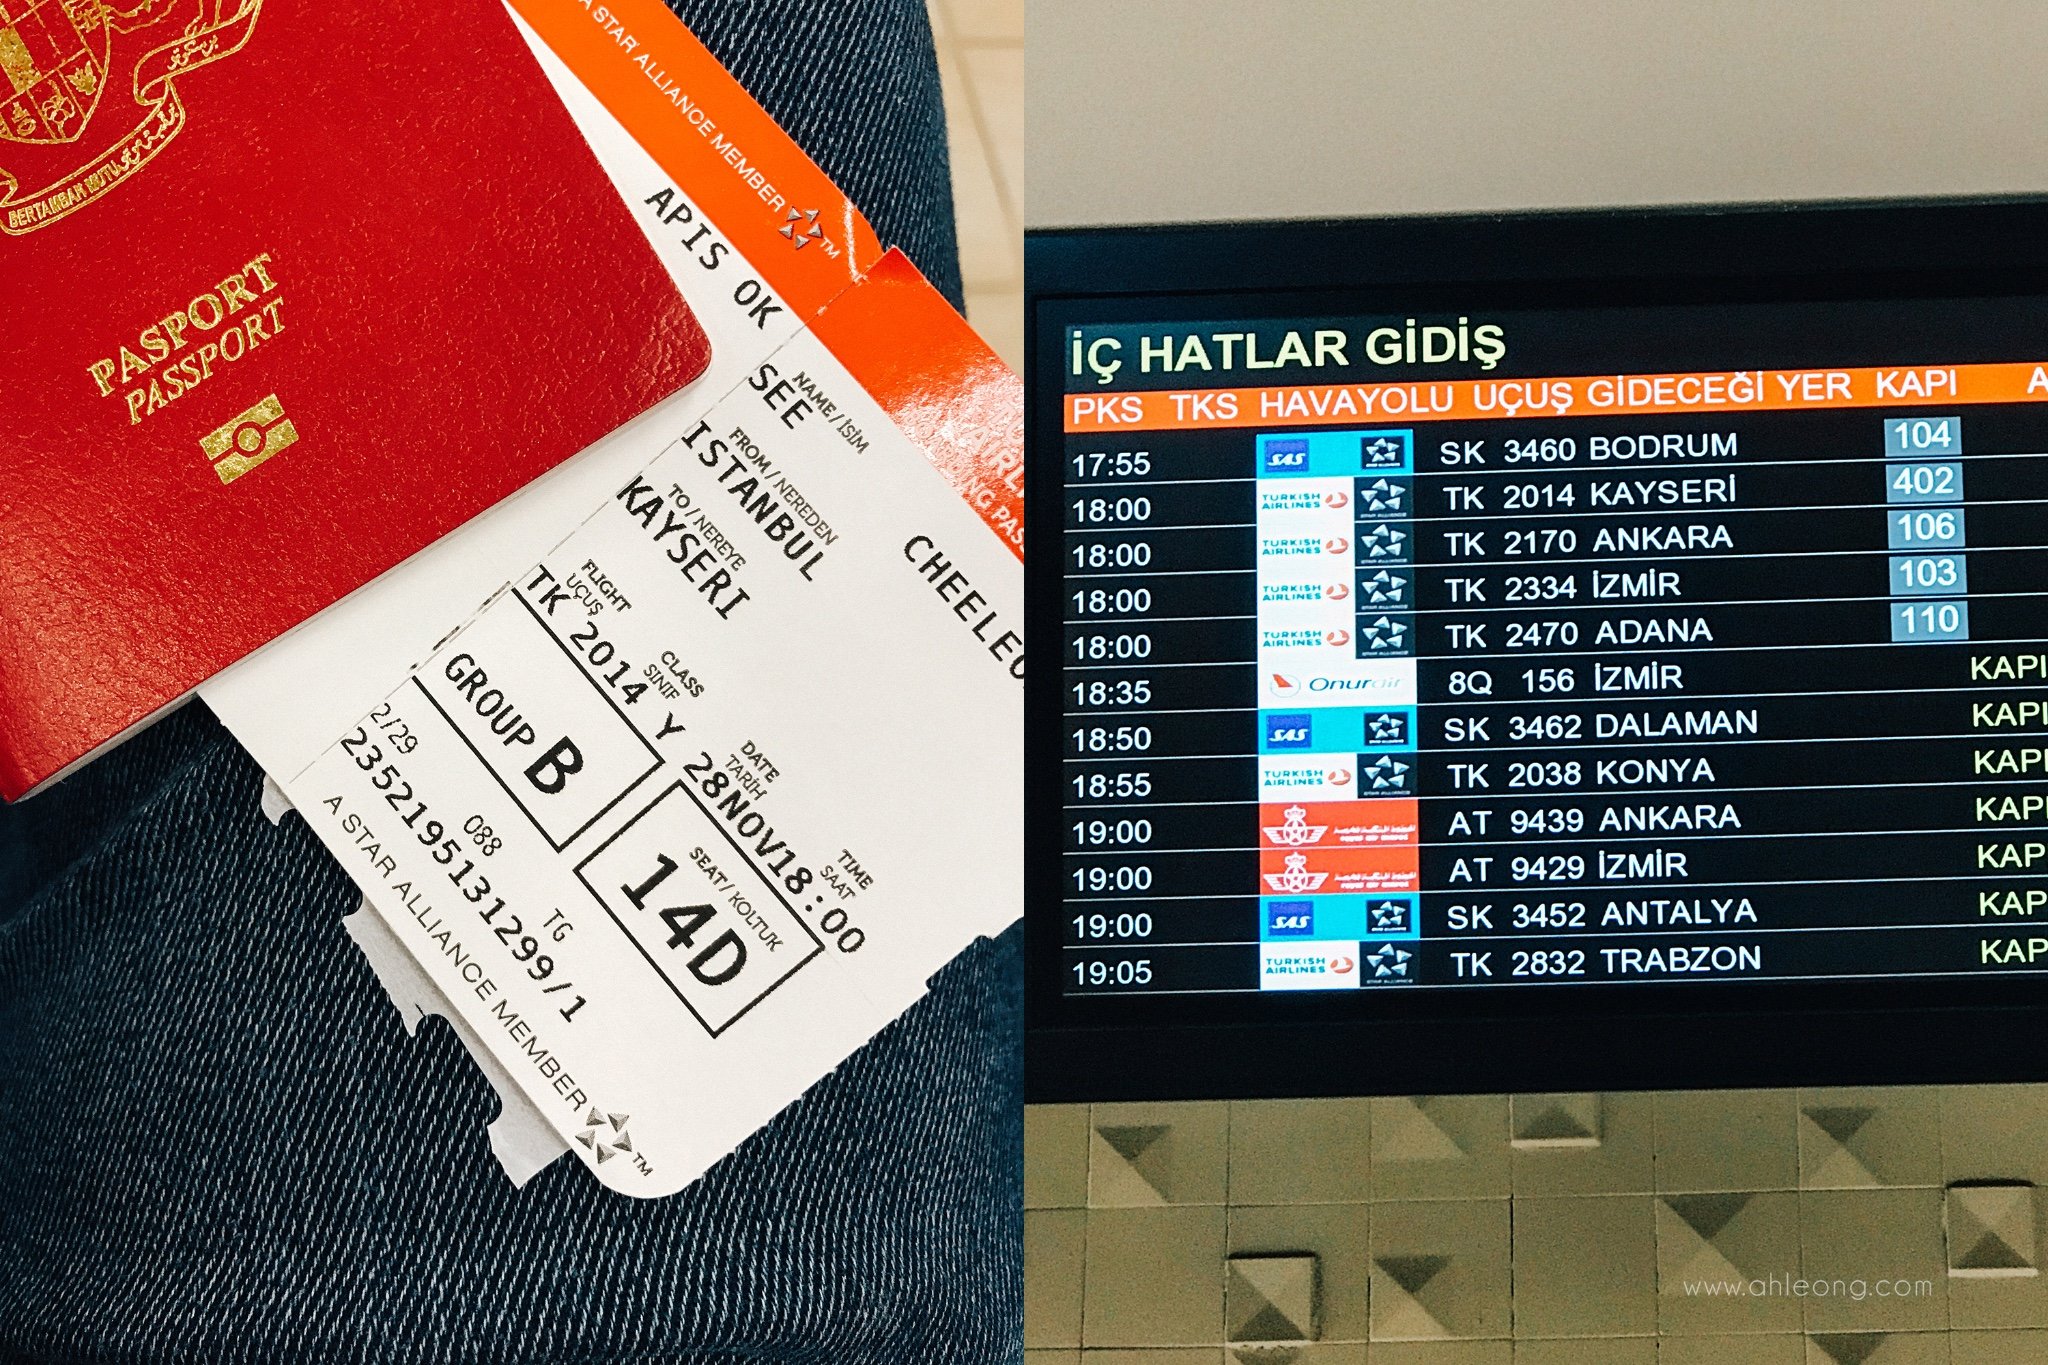 BERTAMBAH MUTU
PASPORT
PASSPORT
A STAR ALLIANCE MEMBER ™
APIS OK
NAME/İSİM
SEE
CHEELEO
FROM/NEREDEN
ISTANBUL
TO/NEREYE
KAYSERI
FLIGHT CLASS DATE TIME
UÇUŞ SINIF TARİH SAAT
TK 2014 Y 28NOV18:00
GROUP B
SEAT/KOLTUK
14D
2/29 088 TG
2352195131299/1
A STAR ALLIANCE MEMBER ™
İÇ HATLAR GİDİŞ
PKS TKS HAVAYOLU UÇUŞ GİDECEĞİ YER KAPI A
17:55 SAS SK 3460 BODRUM 104
18:00 TURKISH AIRLINES TK 2014 KAYSERİ 402
18:00 TURKISH AIRLINES TK 2170 ANKARA 106
18:00 TURKISH AIRLINES TK 2334 İZMİR 103
18:00 TURKISH AIRLINES TK 2470 ADANA 110
18:35 Onurair 8Q 156 İZMİR KAPI
18:50 SAS SK 3462 DALAMAN KAPI
18:55 TURKISH AIRLINES TK 2038 KONYA KAPI
19:00 AT 9439 ANKARA KAPI
19:00 AT 9429 İZMİR KAPI
19:00 SAS SK 3452 ANTALYA KAP
19:05 TURKISH AIRLINES TK 2832 TRABZON KAP
www.ahleong.com